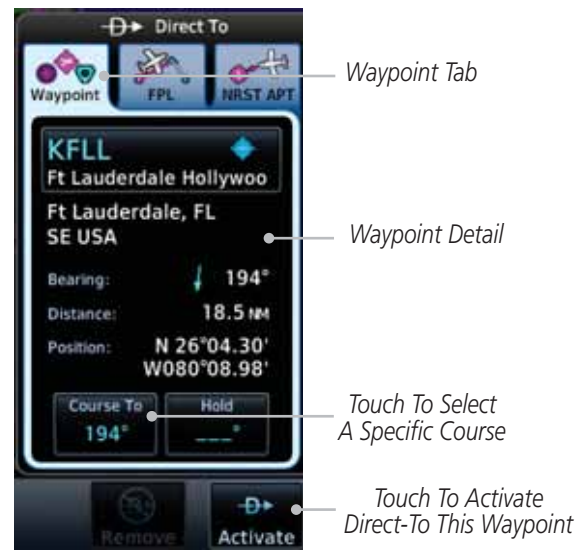 D Direct To
Waypoint FPL NRST APT
Waypoint Tab
KFLL
Ft Lauderdale Hollywoo
Ft Lauderdale, FL
SE USA
Waypoint Detail
Bearing: 194°
Distance: 18.5 NM
Position: N 26°04.30'
W080°08.98'
Course To Hold
194° ___°
Touch To Select
A Specific Course
Remove
D
Activate
Touch To Activate
Direct-To This Waypoint